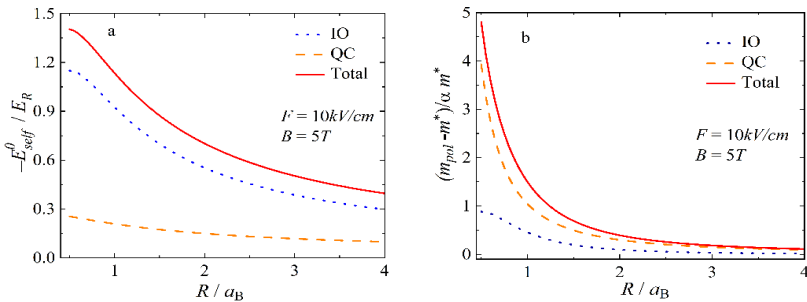 a
IO
QC
Total
F = 10kV/cm
B = 5T
−E⁰self / E_R
1.5
1.2
0.9
0.6
0.3
0.0
1
2
3
4
R / a_B
b
IO
QC
Total
F = 10kV/cm
B = 5T
(m_pol -m*)/α m*
5
4
3
2
1
0
1
2
3
4
R / a_B